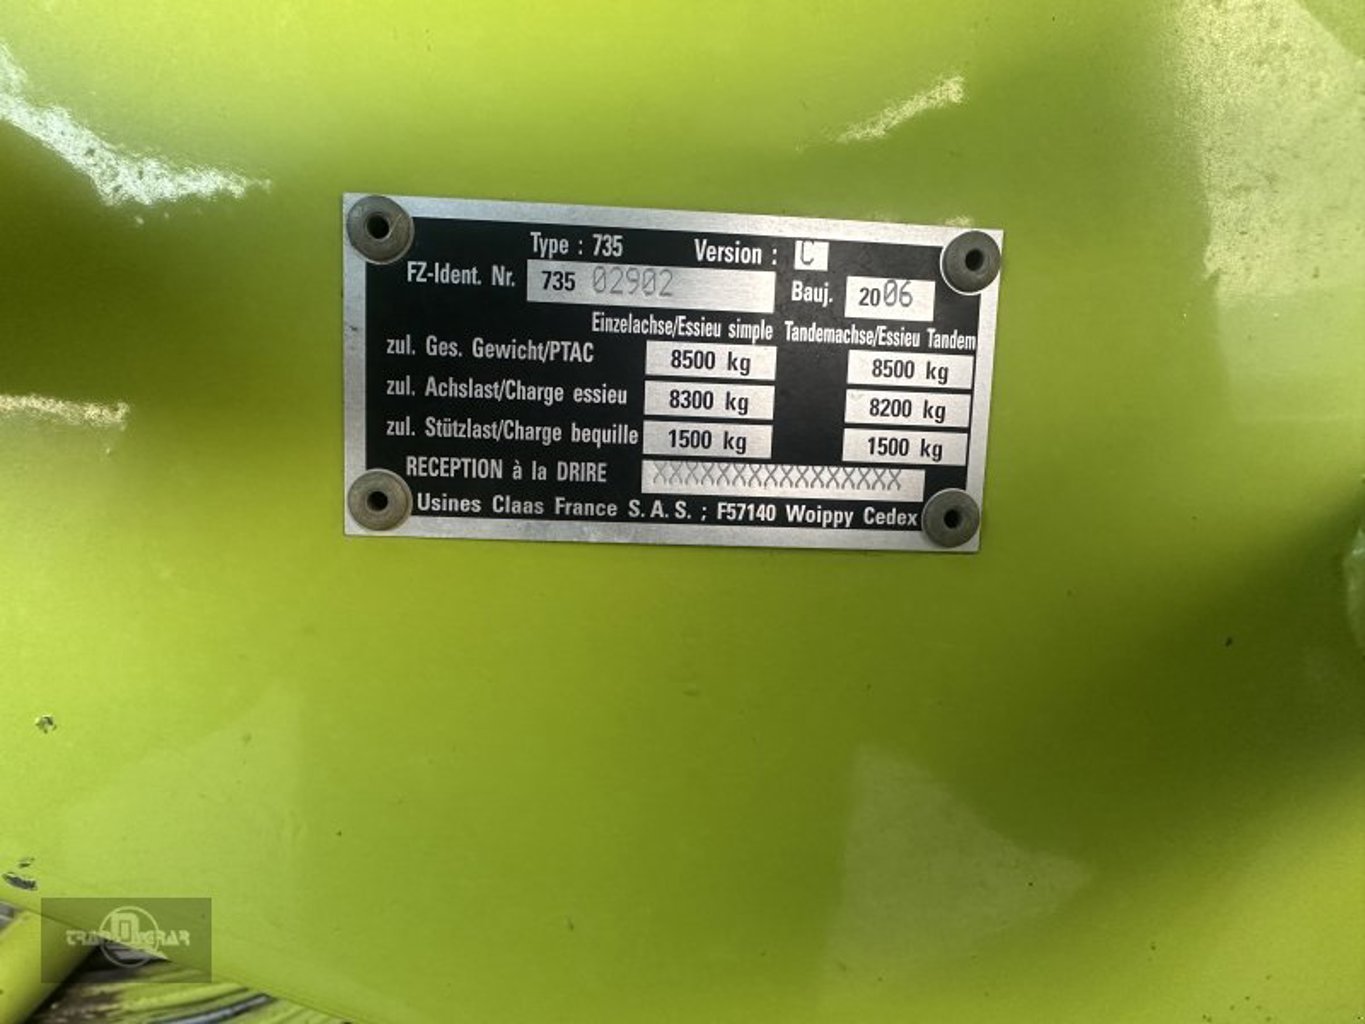 Type : 735 Version : C
FZ-Ident. Nr. 735 02902 Bauj. 2006
Einzelachse/Essieu simple Tandemachse/Essieu Tandem
zul. Ges. Gewicht/PTAC 8500 kg 8500 kg
zul. Achslast/Charge essieu 8300 kg 8200 kg
zul. Stützlast/Charge bequille 1500 kg 1500 kg
RECEPTION à la DRIRE XXXXXXXXXXXXXXXX
Usines Claas France S.A.S. ; F57140 Woippy Cedex